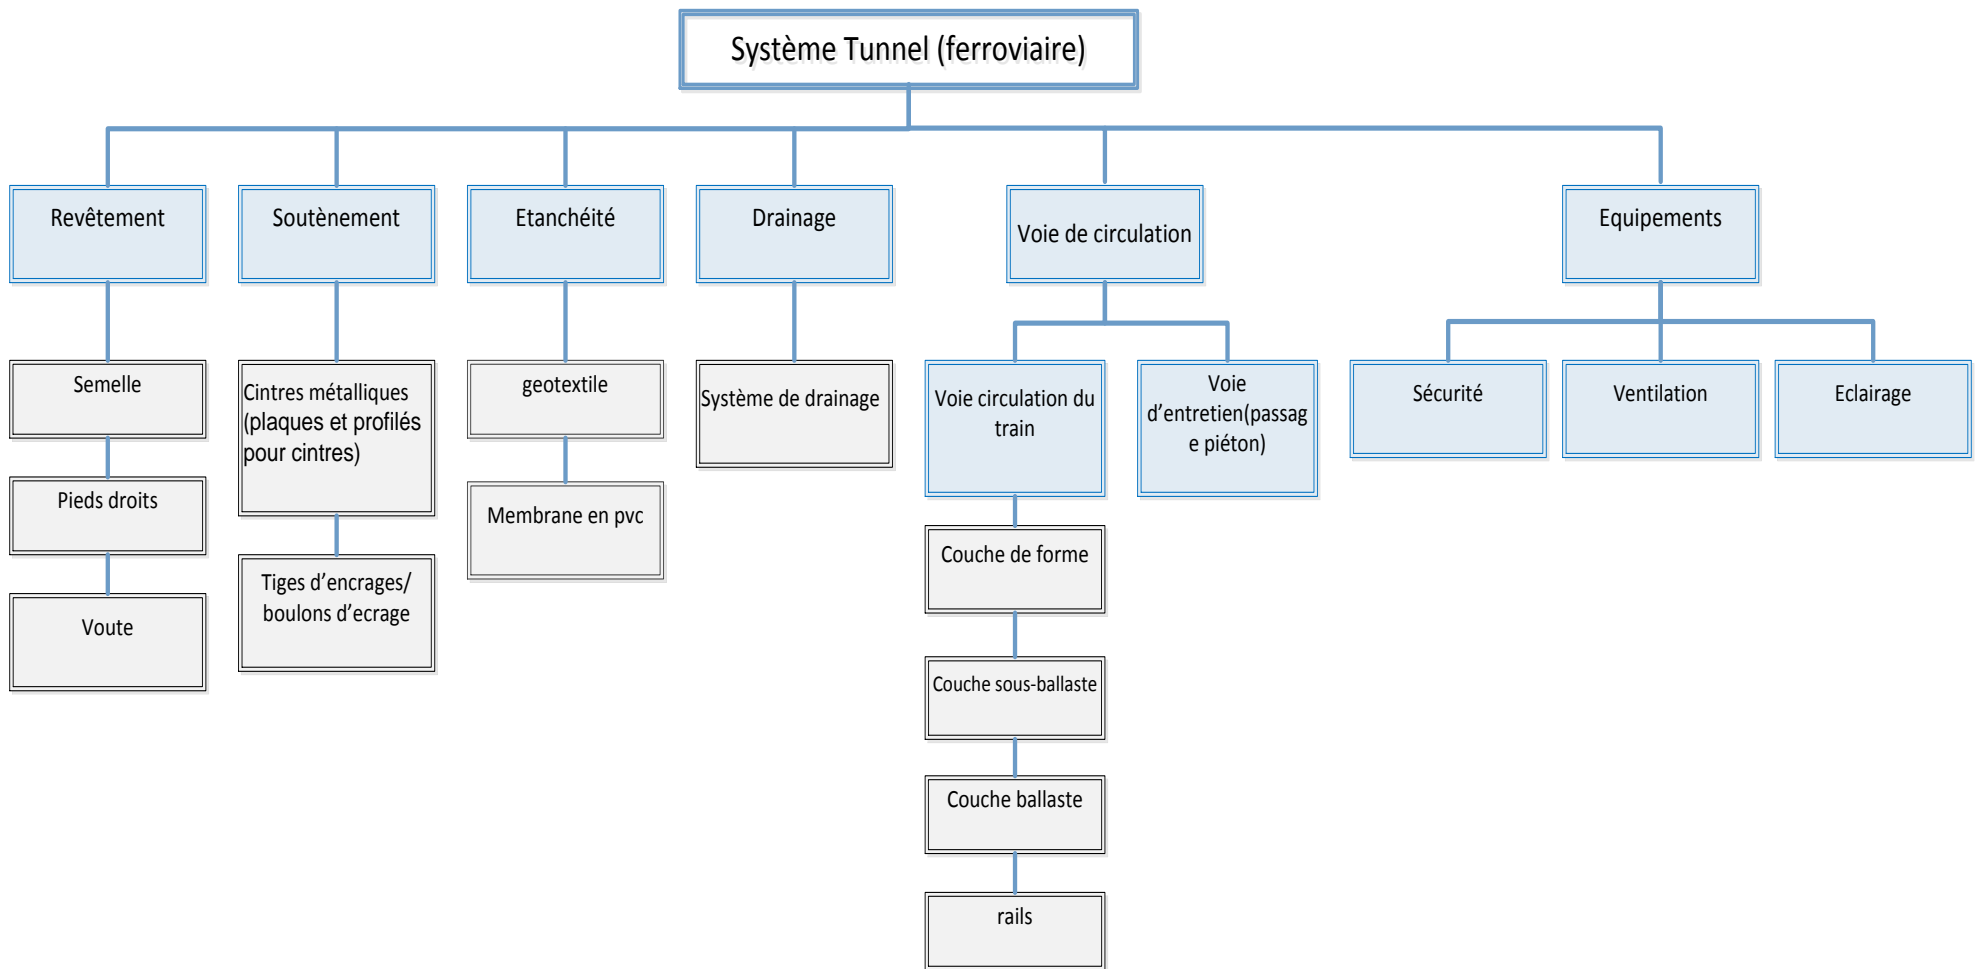 Système Tunnel (ferroviaire)
Revêtement
Soutènement
Etanchéité
Drainage
Voie de circulation
Equipements
Semelle
Pieds droits
Voute
Cintres métalliques
(plaques et profilés
pour cintres)
Tiges d’encrages/
boulons d’ecrage
geotextile
Membrane en pvc
Système de drainage
Voie circulation du
train
Couche de forme
Couche sous-ballaste
Couche ballaste
rails
Voie
d’entretien(passag
e piéton)
Sécurité
Ventilation
Eclairage